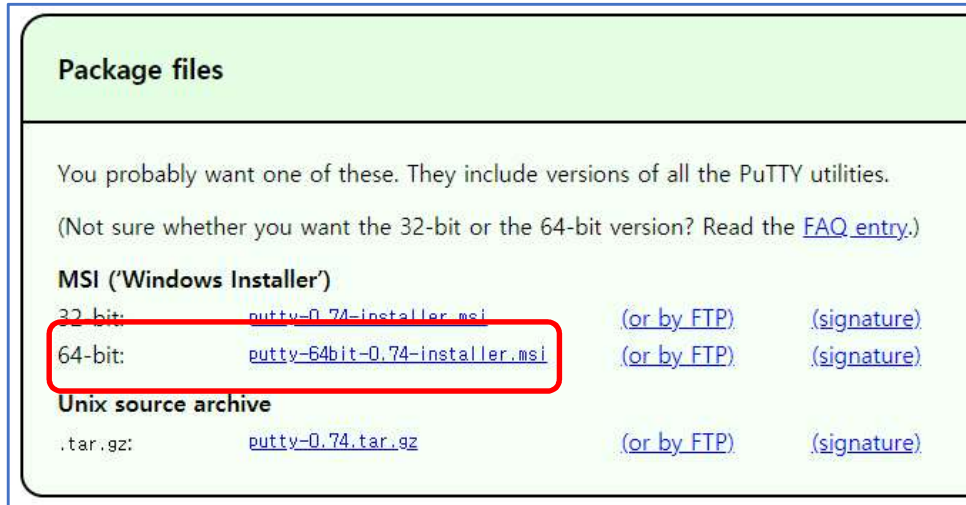 Package files
You probably want one of these. They include versions of all the PuTTY utilities.
(Not sure whether you want the 32-bit or the 64-bit version? Read the FAQ entry.)
MSI (‘Windows Installer’)
32-bit: putty-0.74-installer.msi (or by FTP) (signature)
64-bit: putty-64bit-0.74-installer.msi (or by FTP) (signature)
Unix source archive
.tar.gz: putty-0.74.tar.gz (or by FTP) (signature)